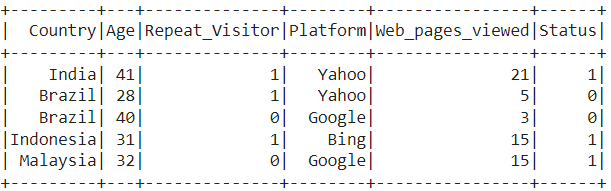 +---------+---+--------------+--------+----------------+------+
|  Country|Age|Repeat_Visitor|Platform|Web_pages_viewed|Status|
+---------+---+--------------+--------+----------------+------+
|    India| 41|             1|   Yahoo|              21|     1|
|   Brazil| 28|             1|   Yahoo|               5|     0|
|   Brazil| 40|             0|  Google|               3|     0|
|Indonesia| 31|             1|    Bing|              15|     1|
| Malaysia| 32|             0|  Google|              15|     1|
+---------+---+--------------+--------+----------------+------+